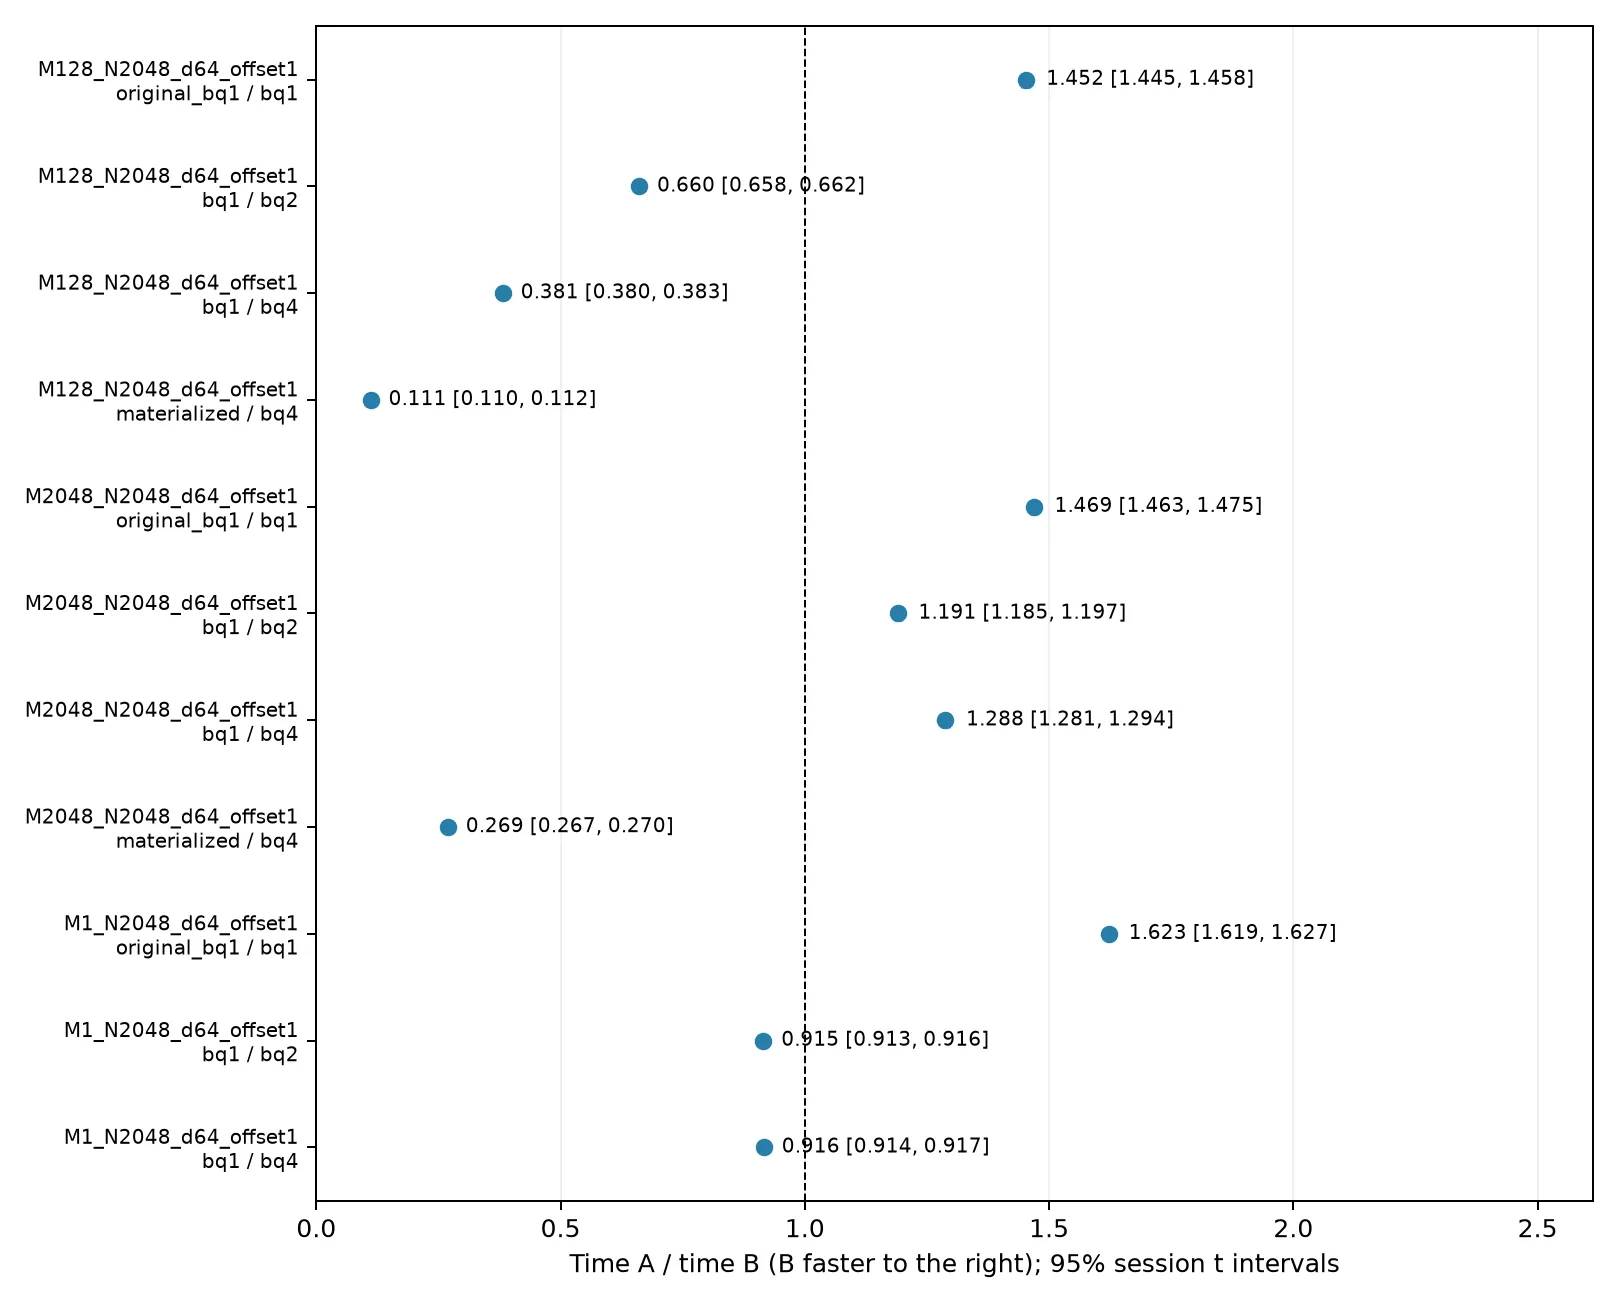 M128_N2048_d64_offset1
original_bq1 / bq1
1.452 [1.445, 1.458]
M128_N2048_d64_offset1
bq1 / bq2
0.660 [0.658, 0.662]
M128_N2048_d64_offset1
bq1 / bq4
0.381 [0.380, 0.383]
M128_N2048_d64_offset1
materialized / bq4
0.111 [0.110, 0.112]
M2048_N2048_d64_offset1
original_bq1 / bq1
1.469 [1.463, 1.475]
M2048_N2048_d64_offset1
bq1 / bq2
1.191 [1.185, 1.197]
M2048_N2048_d64_offset1
bq1 / bq4
1.288 [1.281, 1.294]
M2048_N2048_d64_offset1
materialized / bq4
0.269 [0.267, 0.270]
M1_N2048_d64_offset1
original_bq1 / bq1
1.623 [1.619, 1.627]
M1_N2048_d64_offset1
bq1 / bq2
0.915 [0.913, 0.916]
M1_N2048_d64_offset1
bq1 / bq4
0.916 [0.914, 0.917]
0.0 0.5 1.0 1.5 2.0 2.5
Time A / time B (B faster to the right); 95% session t intervals